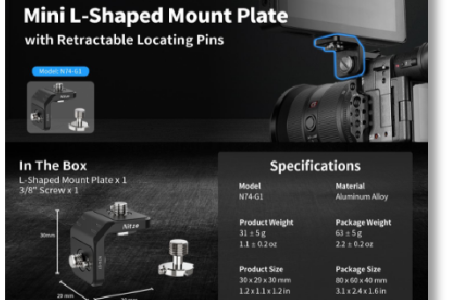 Mini L-Shaped Mount Plate
with Retractable Locating Pins
Model: N74-G1
In The Box
L-Shaped Mount Plate x 1
3/8" Screw x 1
Specifications
Model
N74-G1
Material
Aluminum Alloy
Product Weight
31 ± 5 g
1.1 ± 0.2 oz
Package Weight
63 ± 5 g
2.2 ± 0.2 oz
Product Size
30 x 29 x 30 mm
1.2 x 1.1 x 1.2 in
Package Size
80 x 60 x 40 mm
3.1 x 2.4 x 1.6 in
30mm
29 mm